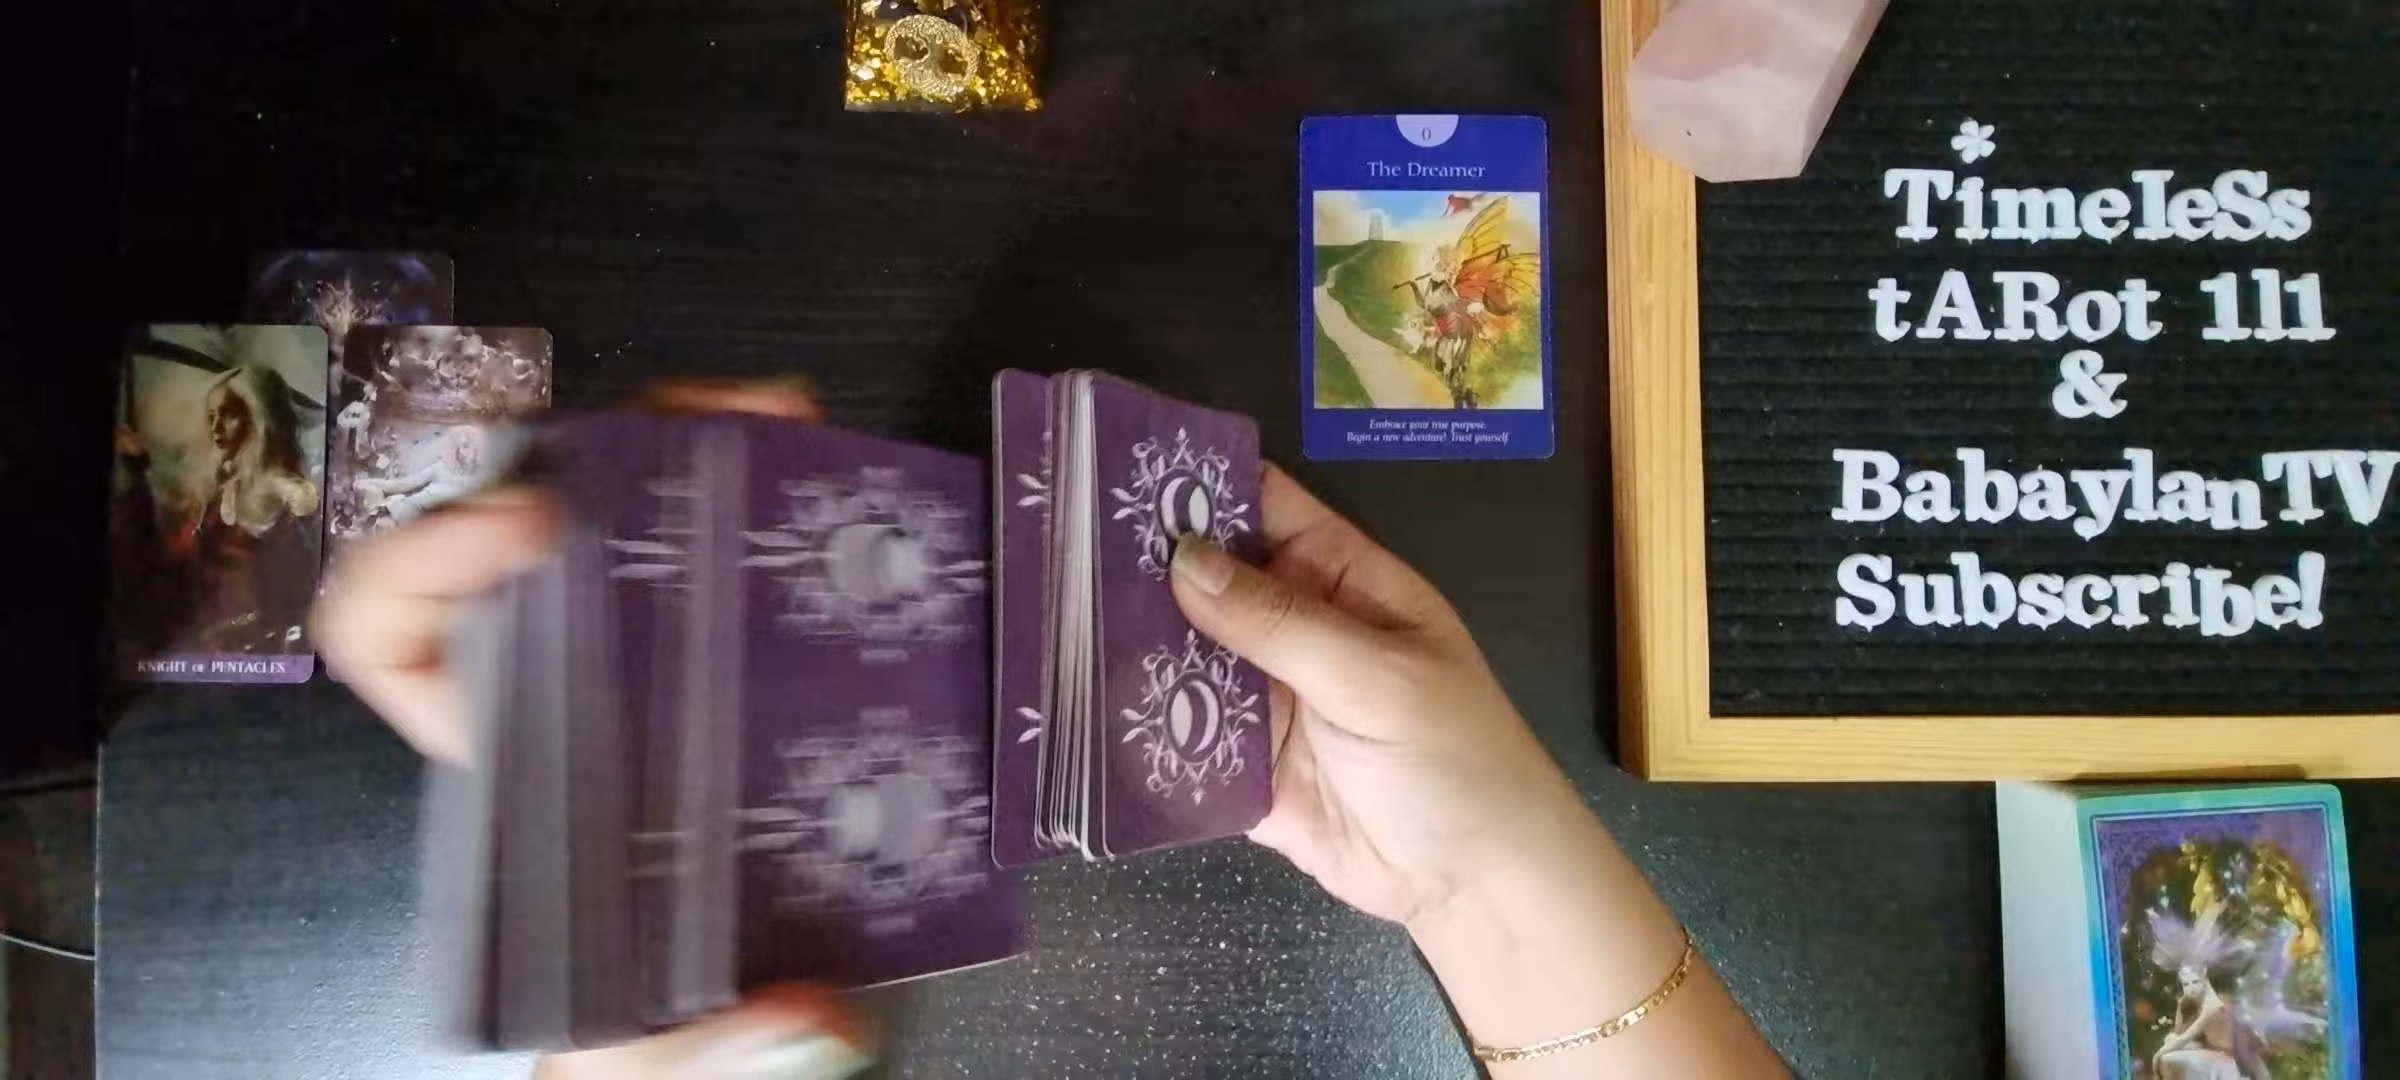 0
The Dreamer
Embrace your true purpose.
Begin a new adventure! Trust yourself
KNIGHT OF PENTACLES
TimeleSs
tARot 1l1
&
BabaylanTV
Subscribe!